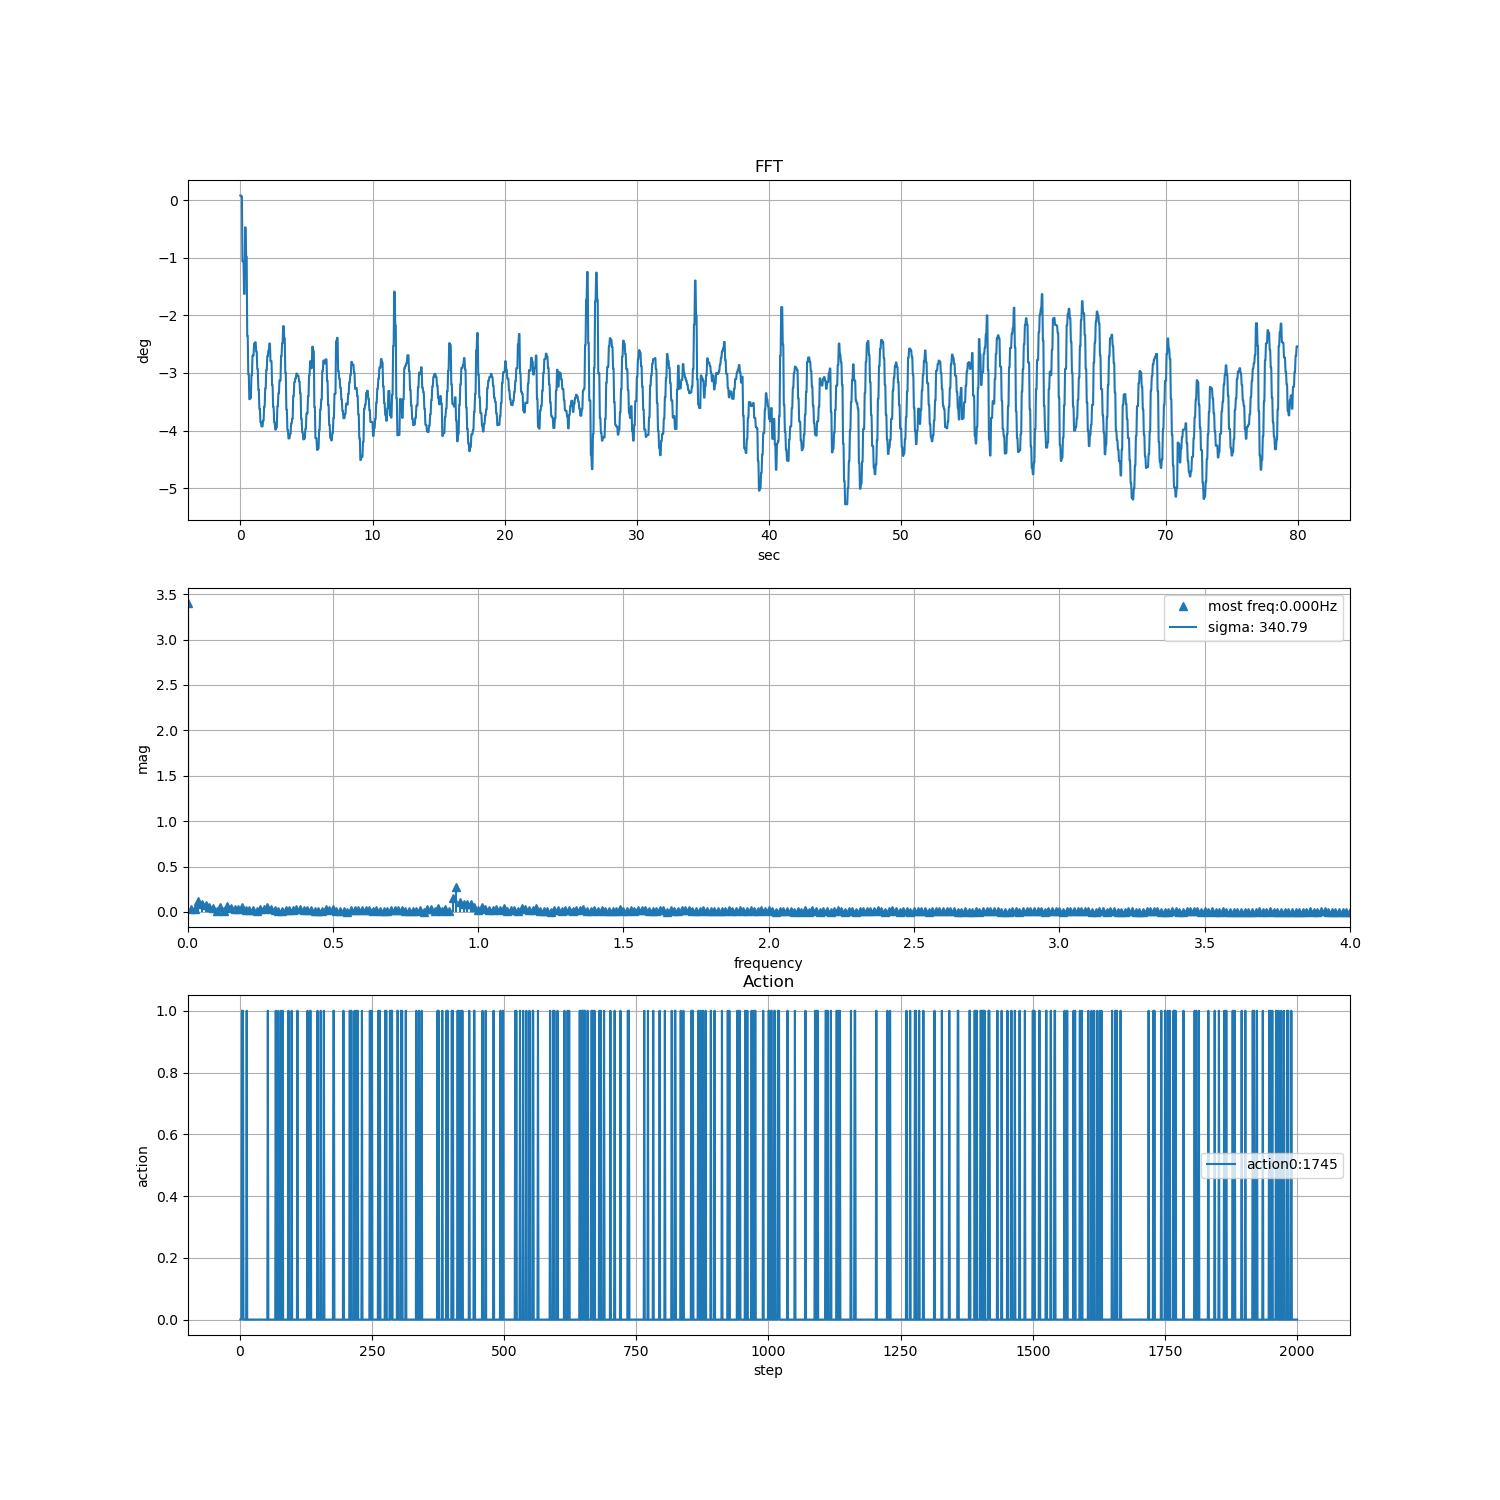 FFT
0
−1
−2
−3
−4
−5
deg
0 10 20 30 40 50 60 70 80
sec
3.5
3.0
2.5
2.0
1.5
1.0
0.5
0.0
mag
most freq:0.000Hz
sigma: 340.79
0.0 0.5 1.0 1.5 2.0 2.5 3.0 3.5 4.0
frequency
Action
1.0
0.8
0.6
0.4
0.2
0.0
action
action0:1745
0 250 500 750 1000 1250 1500 1750 2000
step